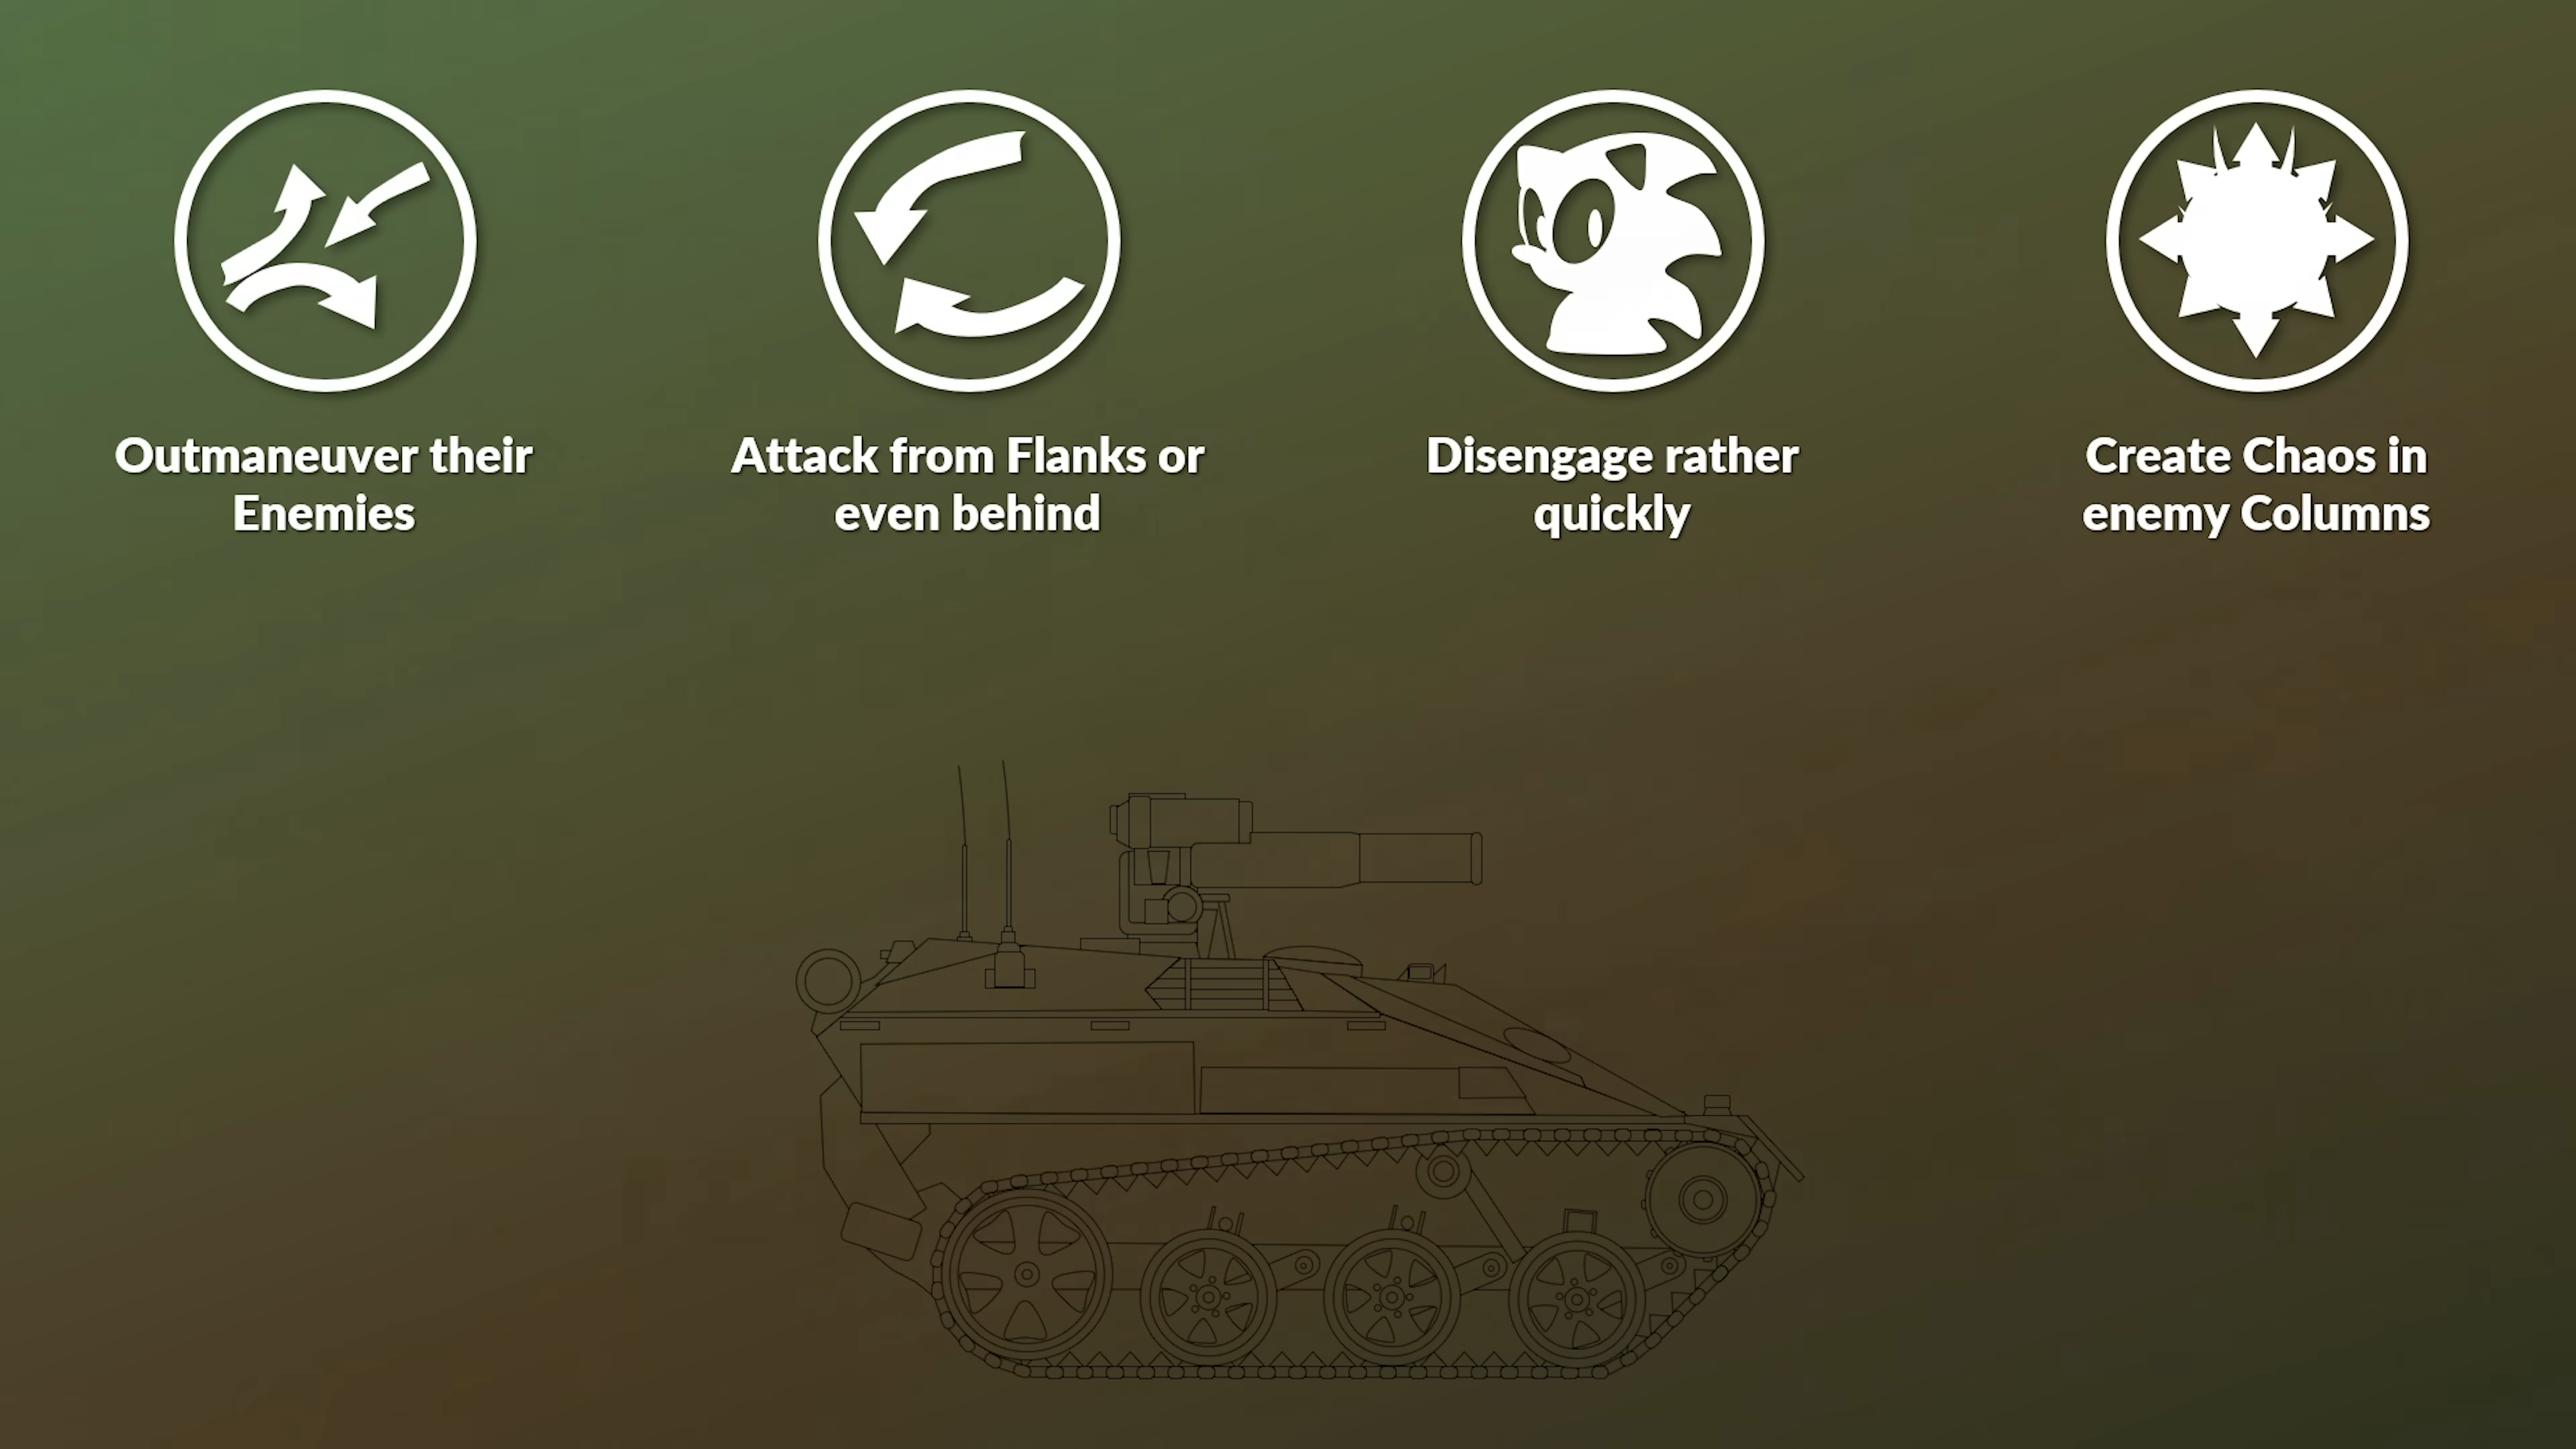 Outmaneuver their
Enemies
Attack from Flanks or
even behind
Disengage rather
quickly
Create Chaos in
enemy Columns